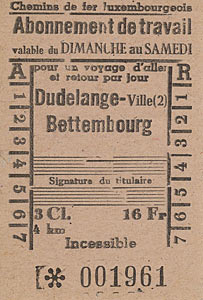 Chemins de fer luxembourgeois
Abonnement de travail
valable du DIMANCHE au SAMEDI
A pour un voyage d'aller R
et retour par jour
Dudelange-Ville(2)
Bettembourg
1 2 3 4 5 6 7
1 2 3 4 5 6 7
Signature du titulaire
3 Cl. 16 Fr
4 km
Incessible
[* 001961